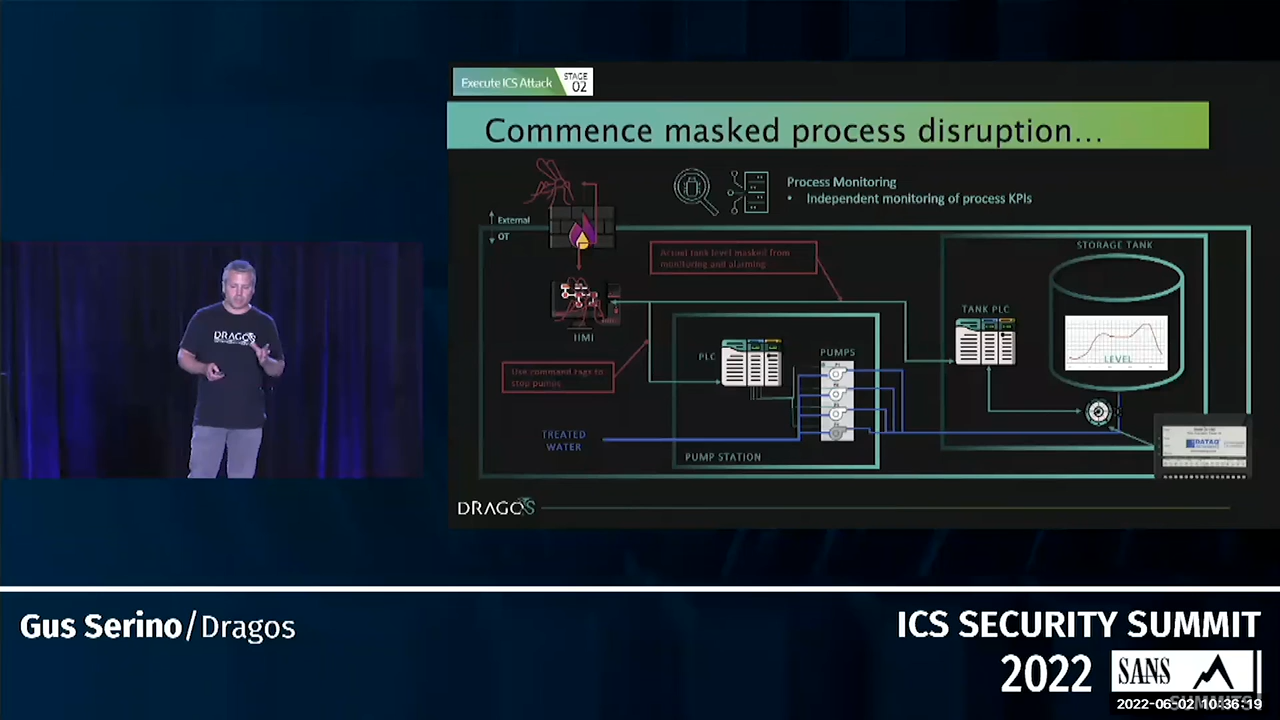 Execute ICS Attack
STAGE
02
Commence masked process disruption...
Process Monitoring
• Independent monitoring of process KPIs
External
OT
Actual tank level masked from
monitoring and alarming
STORAGE TANK
TANK PLC
HMI
LEVEL
PLC
PUMPS
Use command tags to
stop pumps
TREATED
WATER
PUMP STATION
DATAQ
DRAGOS
DRAGOS
Gus Serino/Dragos
ICS SECURITY SUMMIT
2022
SANS
SUMMITS
2022-06-02 10:36:19